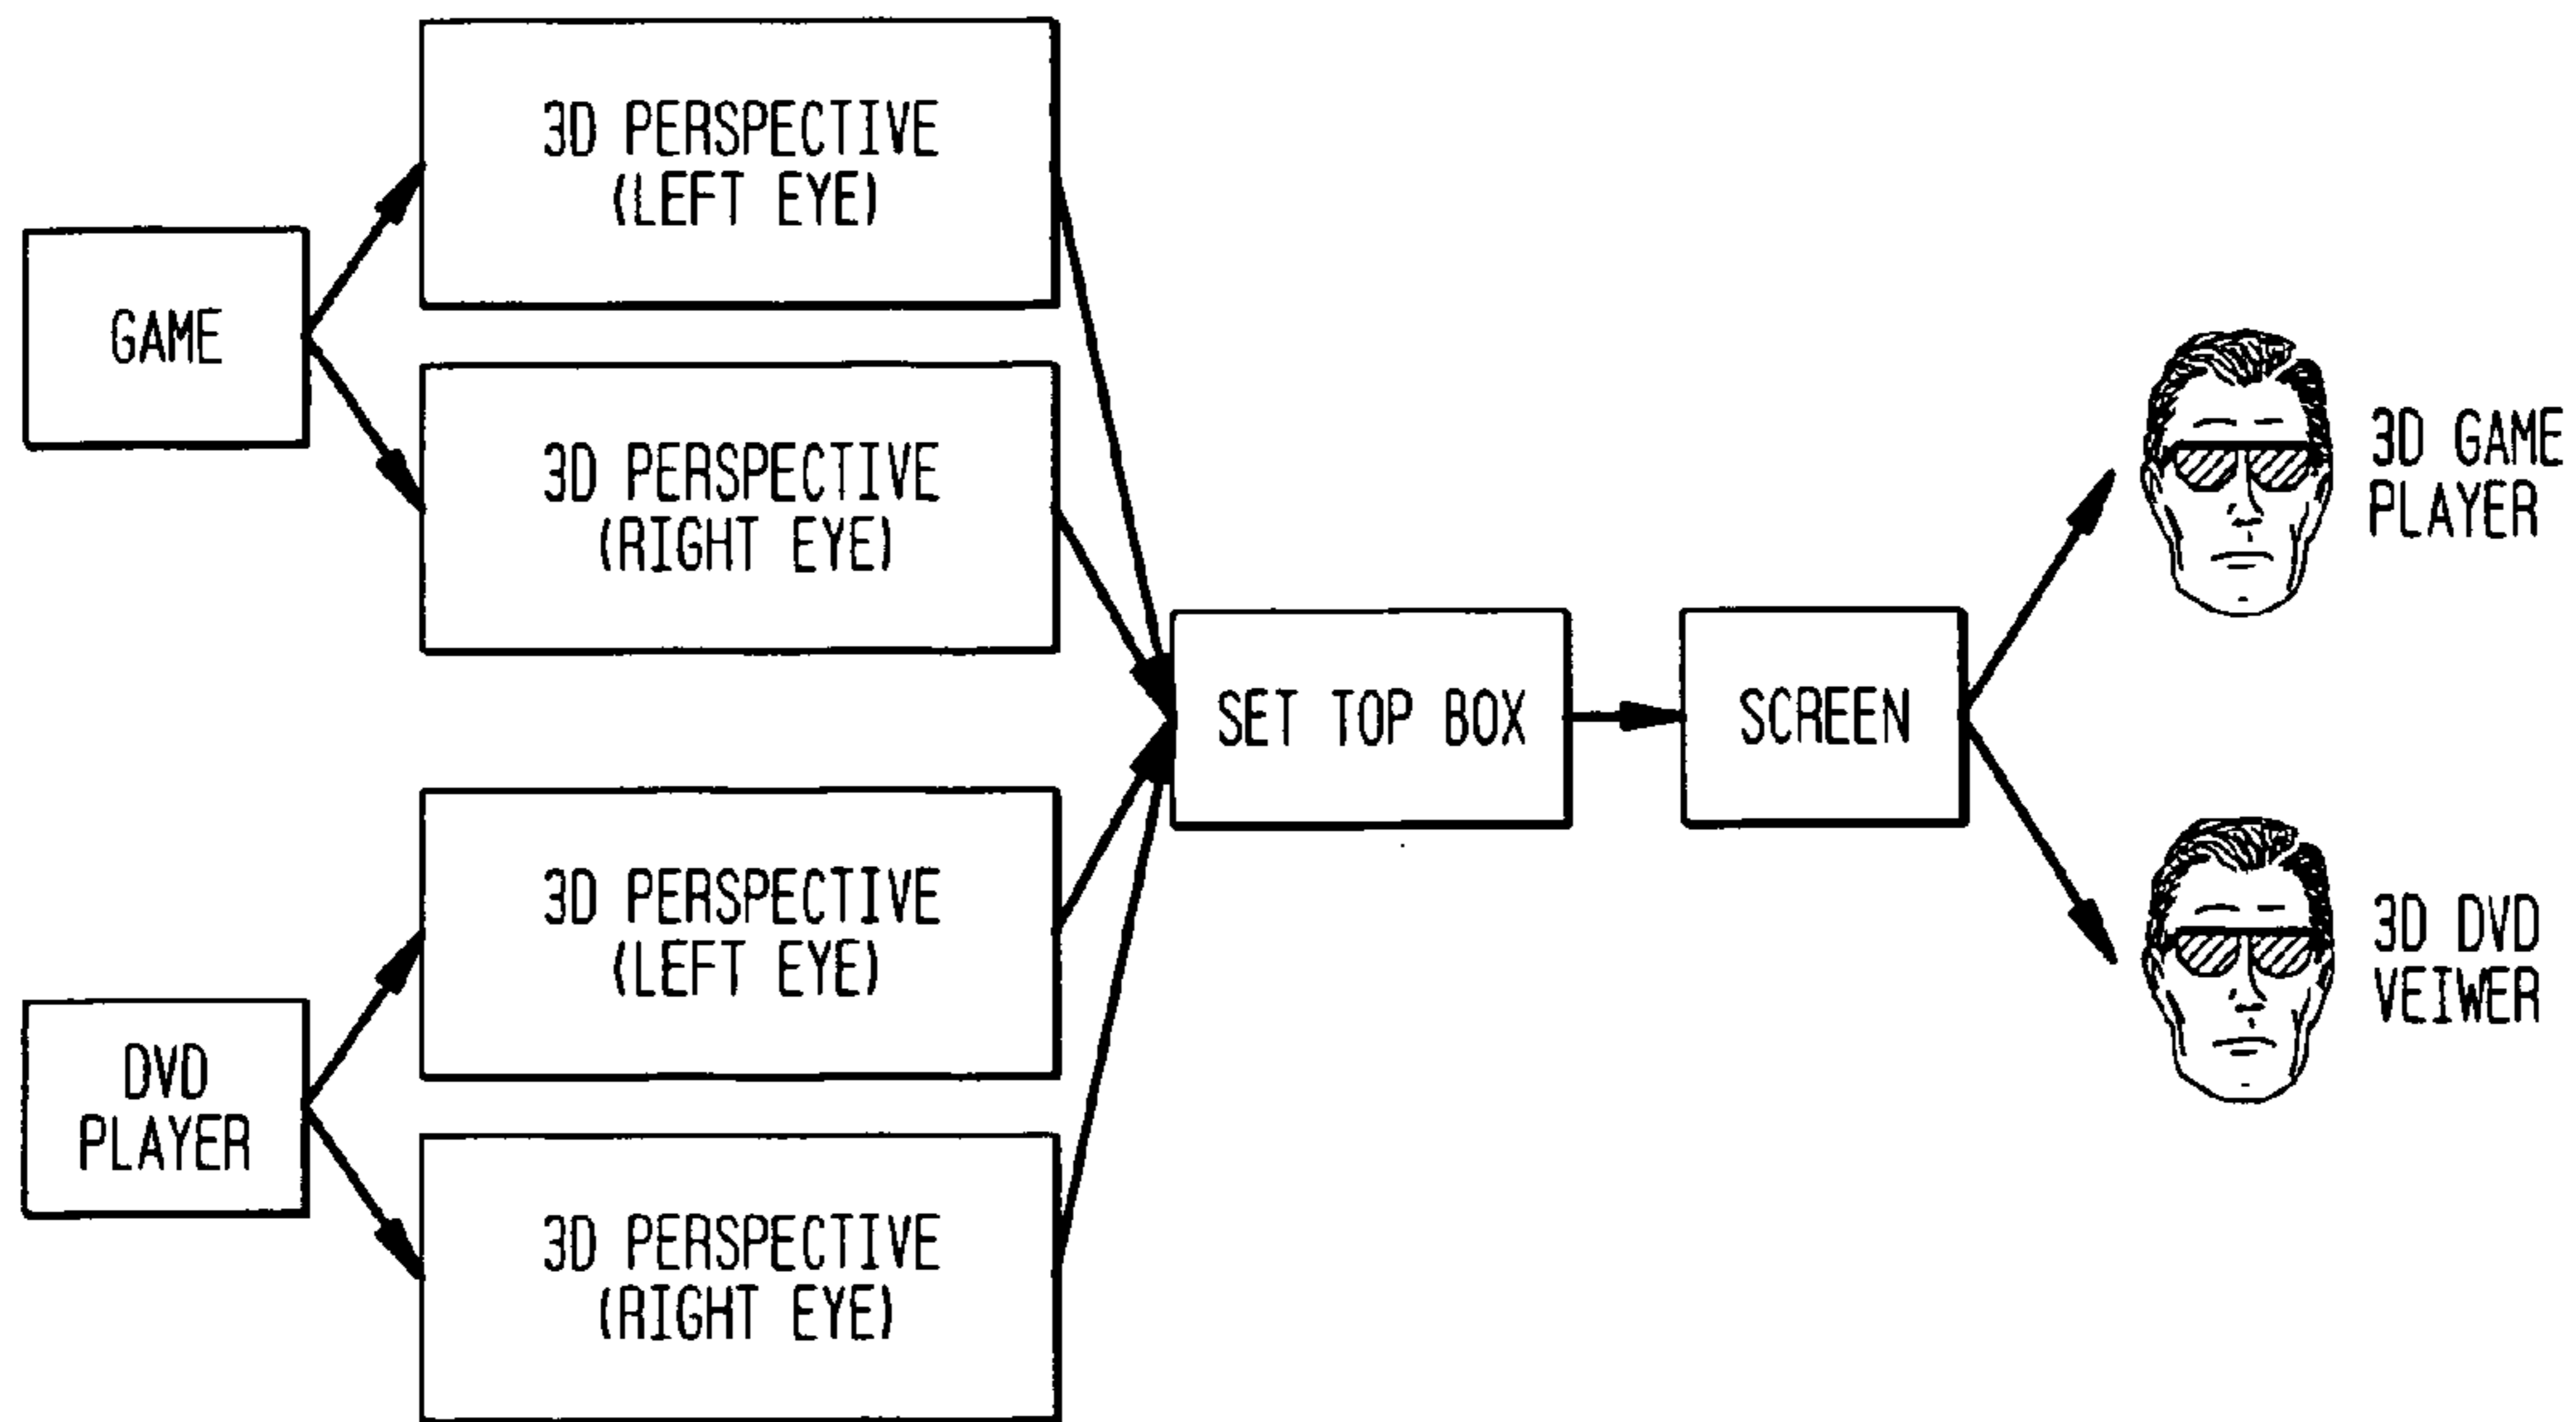 3D PERSPECTIVE
(LEFT EYE)
GAME
3D PERSPECTIVE
(RIGHT EYE)
3D GAME
PLAYER
SET TOP BOX
SCREEN
3D PERSPECTIVE
(LEFT EYE)
3D DVD
VEIWER
DVD
PLAYER
3D PERSPECTIVE
(RIGHT EYE)